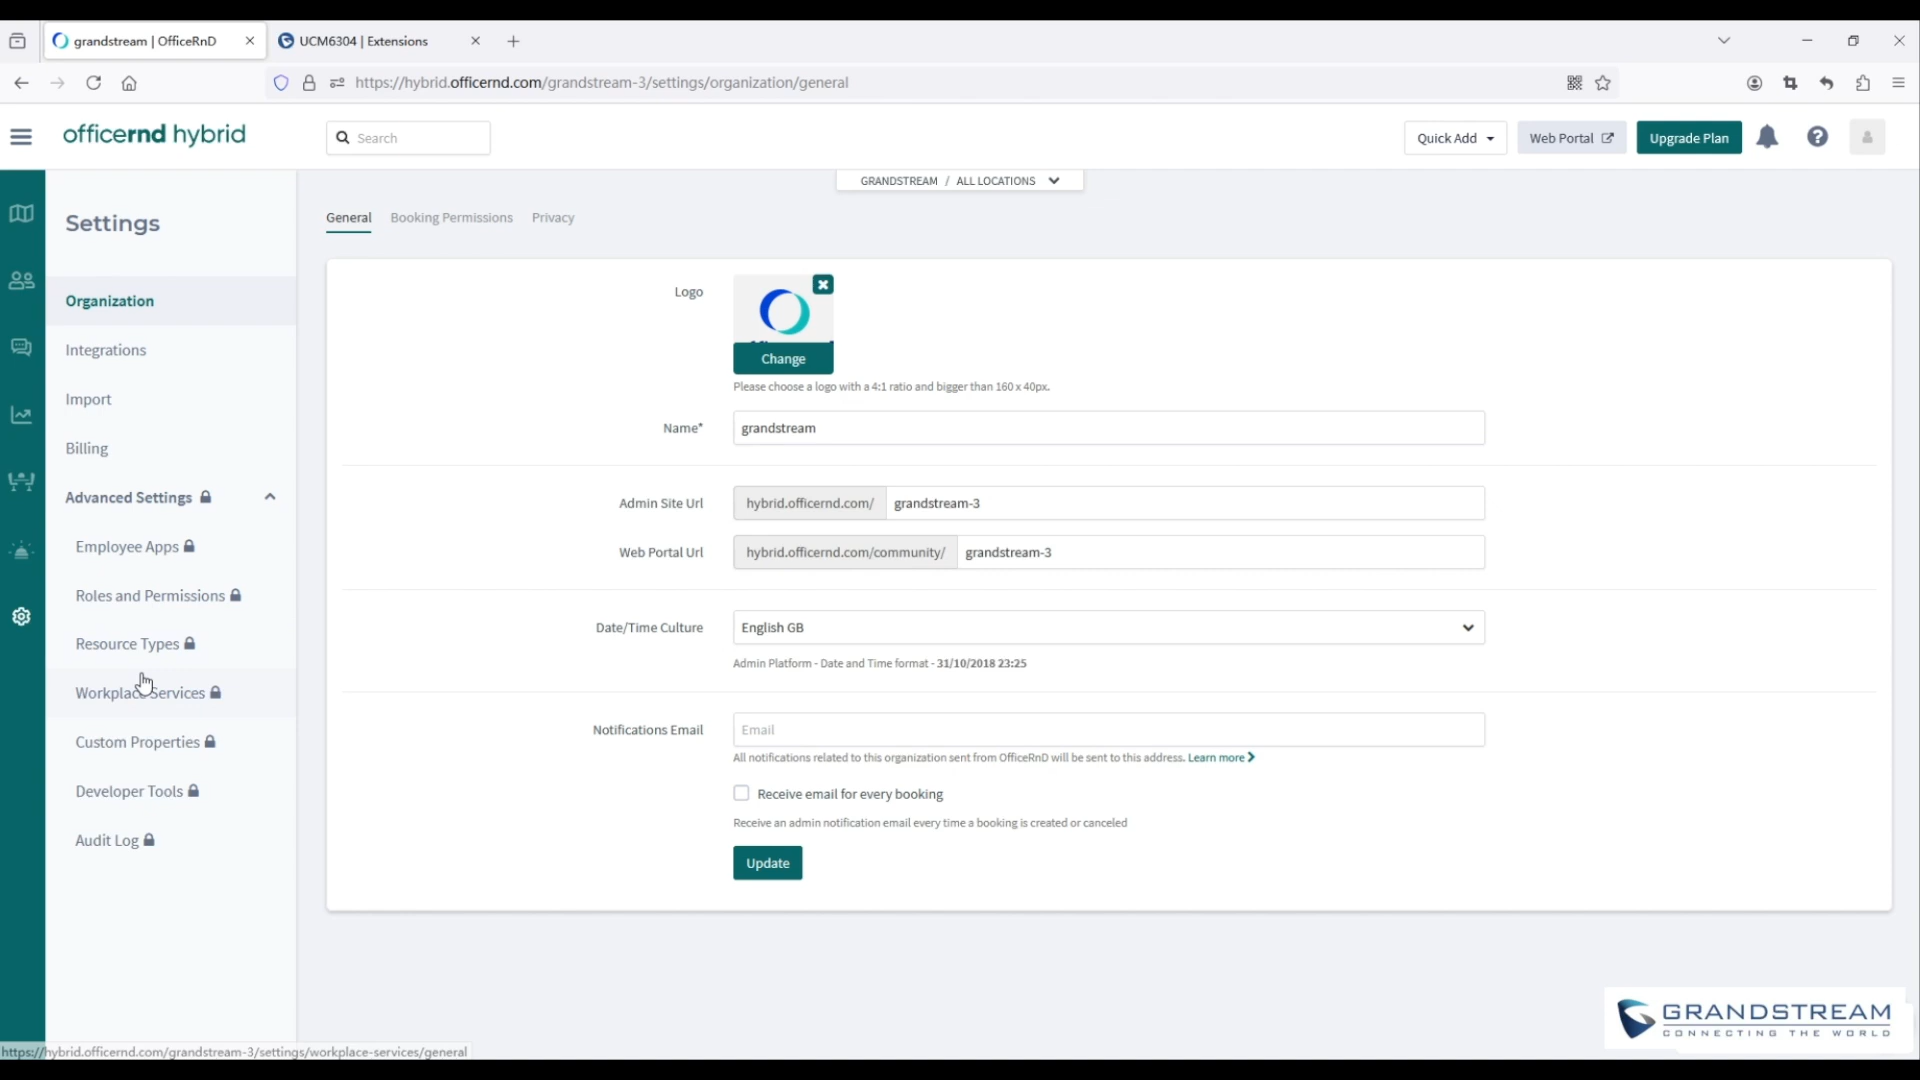 grandstream | OfficeRnD
UCM6304 | Extensions
https://hybrid.officernd.com/grandstream-3/settings/organization/general
officernd hybrid
Search
Quick Add
Web Portal
Upgrade Plan
GRANDSTREAM / ALL LOCATIONS
Settings
Organization
Integrations
Import
Billing
Advanced Settings
Employee Apps
Roles and Permissions
Resource Types
Workplace Services
Custom Properties
Developer Tools
Audit Log
General Booking Permissions Privacy
Logo
Change
Please choose a logo with a 4:1 ratio and bigger than 160 x 40px.
Name* grandstream
Admin Site Url hybrid.officernd.com/ grandstream-3
Web Portal Url hybrid.officernd.com/community/ grandstream-3
Date/Time Culture English GB
Admin Platform - Date and Time format - 31/10/2018 23:25
Notifications Email Email
All notifications related to this organization sent from OfficeRnD will be sent to this address. Learn more
Receive email for every booking
Receive an admin notification email every time a booking is created or canceled
Update
GRANDSTREAM
CONNECTING THE WORLD
https://hybrid.officernd.com/grandstream-3/settings/workplace-services/general